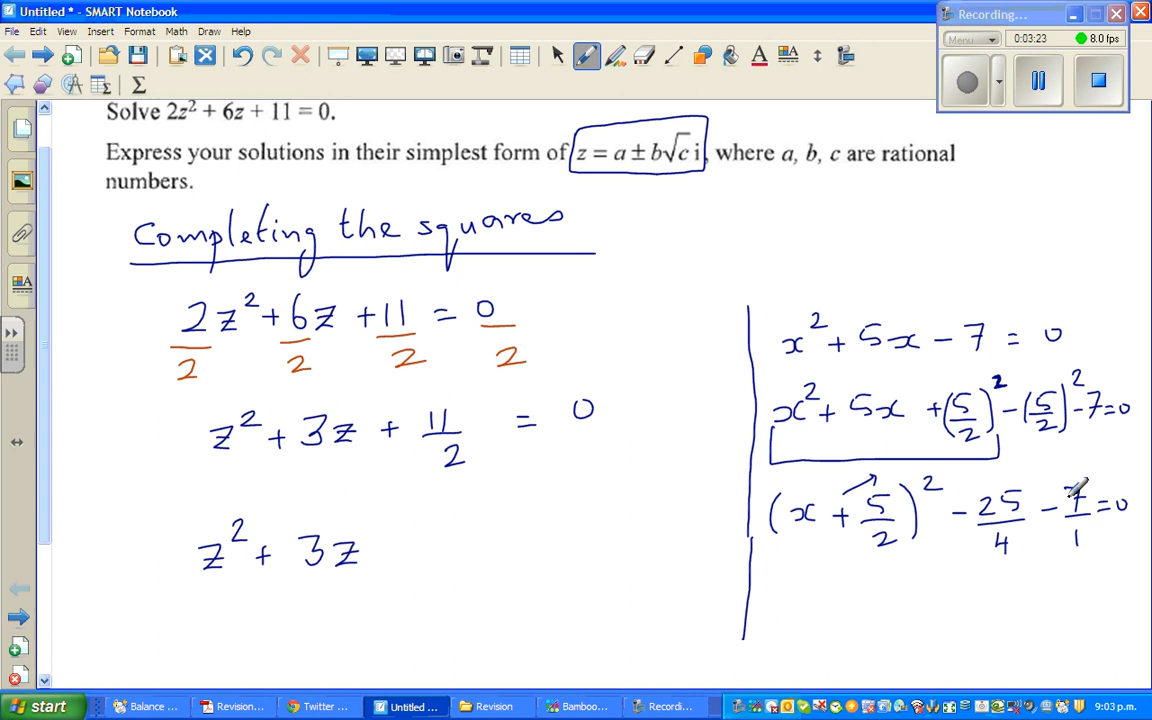 Untitled * - SMART Notebook
File Edit View Insert Format Math Draw Help
Recording...
Menu 0:03:23 8.0 fps
Solve 2z² + 6z + 11 = 0.
Express your solutions in their simplest form of z = a ± b√c i, where a, b, c are rational
numbers.
Completing the squares
2z² + 6z + 11 = 0
2 2 2 2
z² + 3z + 11/2 = 0
z² + 3z
x² + 5x - 7 = 0
x² + 5x + (5/2)² - (5/2)² - 7 = 0
(x + 5/2)² - 25/4 - 7/1 = 0
start Balance ... Revision... Twitter ... Untitled ... Revision Bamboo... Recordi... 9:03 p.m.